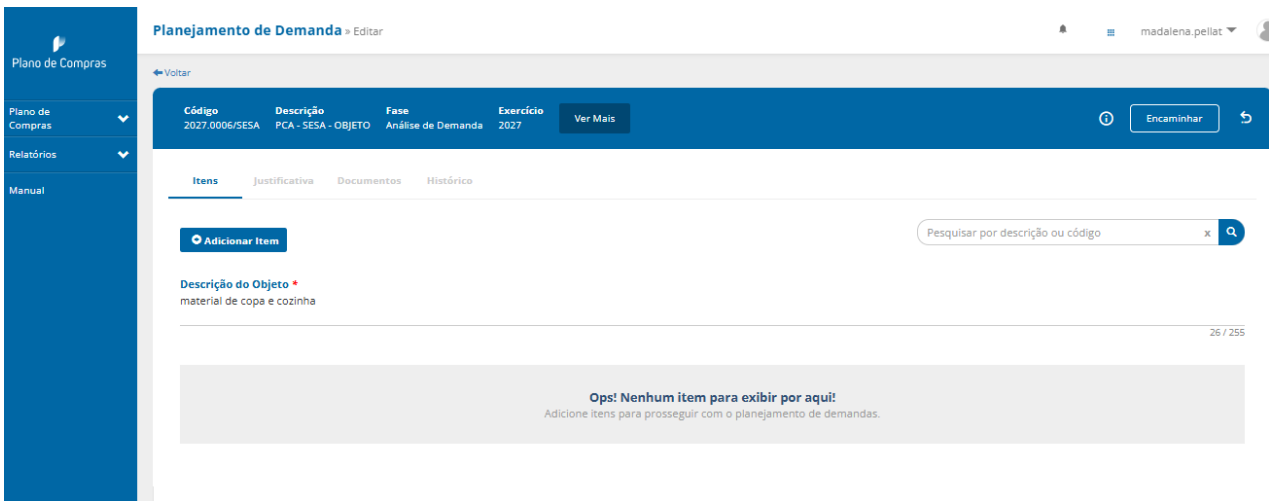 Plano de Compras
Plano de
Compras
Relatórios
Manual
Planejamento de Demanda » Editar
madalena.pellat
Voltar
Código Descrição Fase Exercício
2027.0006/SESA PCA - SESA - OBJETO Análise de Demanda 2027
Ver Mais
Encaminhar
Itens Justificativa Documentos Histórico
Adicionar Item
Pesquisar por descrição ou código x
Descrição do Objeto *
material de copa e cozinha
26 / 255
Ops! Nenhum item para exibir por aqui!
Adicione itens para prosseguir com o planejamento de demandas.